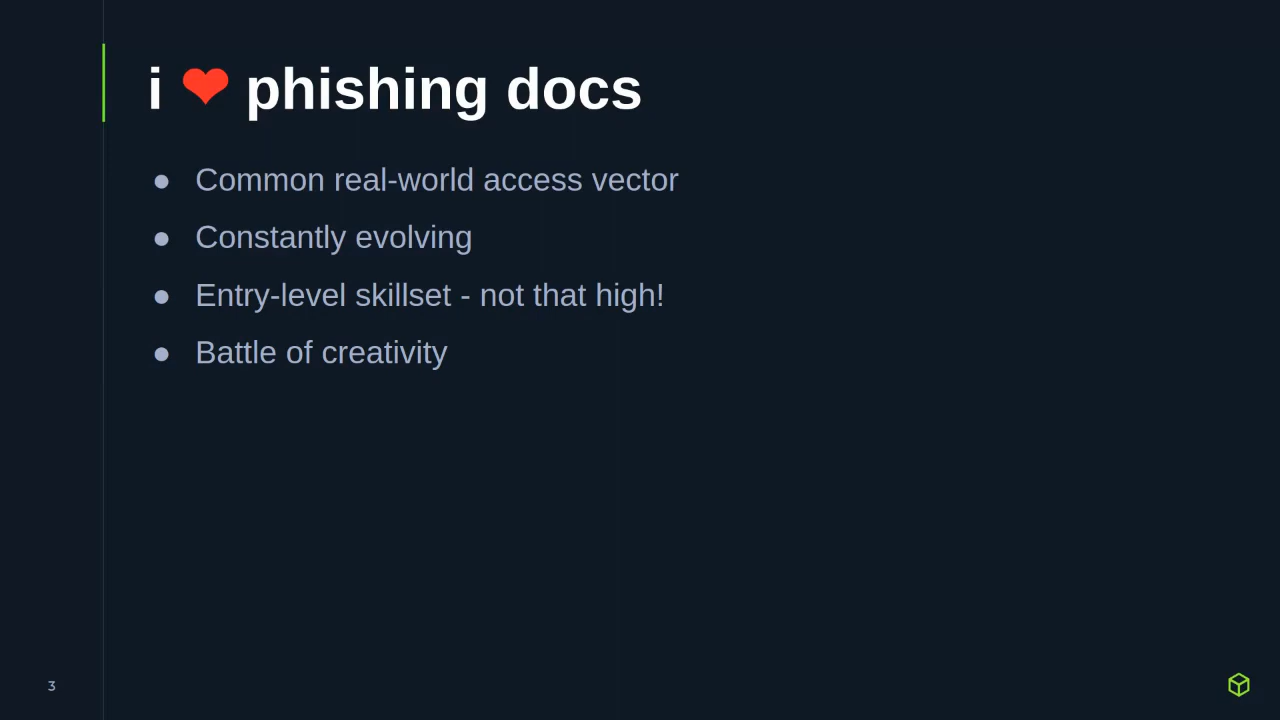 i ❤ phishing docs
● Common real-world access vector
● Constantly evolving
● Entry-level skillset - not that high!
● Battle of creativity
3